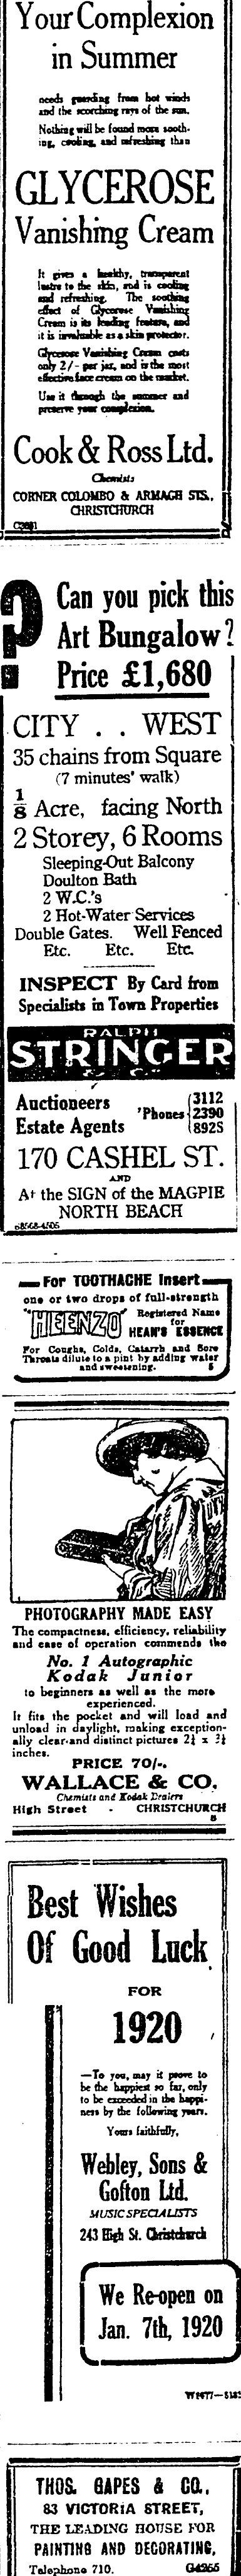 Your Complexion
in Summer
needs guarding from hot winds
and the scorching rays of the sun.
Nothing will be found more sooth-
ing, cooling, and refreshing than
GLYCEROSE
Vanishing Cream
It gives a healthy, transparent
lustre to the skin, and is cooling
and refreshing. The soothing
effect of Glycerose Vanishing
Cream is its leading feature, and
it is invaluable as a skin protector.
Glycerose Vanishing Cream costs
only 2/- per jar, and is the most
effective face cream on the market.
Use it through the summer and
preserve your complexion.
Cook & Ross Ltd.
Chemists
CORNER COLOMBO & ARMAGH STS.,
CHRISTCHURCH
? Can you pick this
Art Bungalow?
Price £1,680
CITY . . WEST
35 chains from Square
(7 minutes' walk)
1/8 Acre, facing North
2 Storey, 6 Rooms
Sleeping-Out Balcony
Doulton Bath
2 W.C.'s
2 Hot-Water Services
Double Gates. Well Fenced
Etc. Etc. Etc.
INSPECT By Card from
Specialists in Town Properties
RALPH
STRINGER
& Co.
Auctioneers
Estate Agents
'Phones 3112
2390
8925
170 CASHEL ST.
AND
At the SIGN of the MAGPIE
NORTH BEACH
For TOOTHACHE Insert
one or two drops of full-strength
"HEENZO" Registered Name
for
HEAN'S ESSENCE
For Coughs, Colds, Catarrh and Sore
Throats dilute to a pint by adding water
and sweetening. 5
PHOTOGRAPHY MADE EASY
The compactness, efficiency, reliability
and ease of operation commends the
No. 1 Autographic
Kodak Junior
to beginners as well as the more
experienced.
It fits the pocket and will load and
unload in daylight, making exception-
ally clear and distinct pictures 2¼ x 3¼
inches.
PRICE 70/-.
WALLACE & CO.
Chemists and Kodak Dealers
High Street - CHRISTCHURCH
8
Best Wishes
Of Good Luck
FOR
1920
—To you, may it prove to
be the happiest so far, only
to be exceeded in the happi-
ness by the following years.
Yours faithfully,
Webley, Sons &
Gofton Ltd.
MUSIC SPECIALISTS
243 High St. Christchurch
We Re-open on
Jan. 7th, 1920
THOS. GAPES & CO.,
83 VICTORIA STREET,
THE LEADING HOUSE FOR
PAINTING AND DECORATING,
Telephone 710. G4265